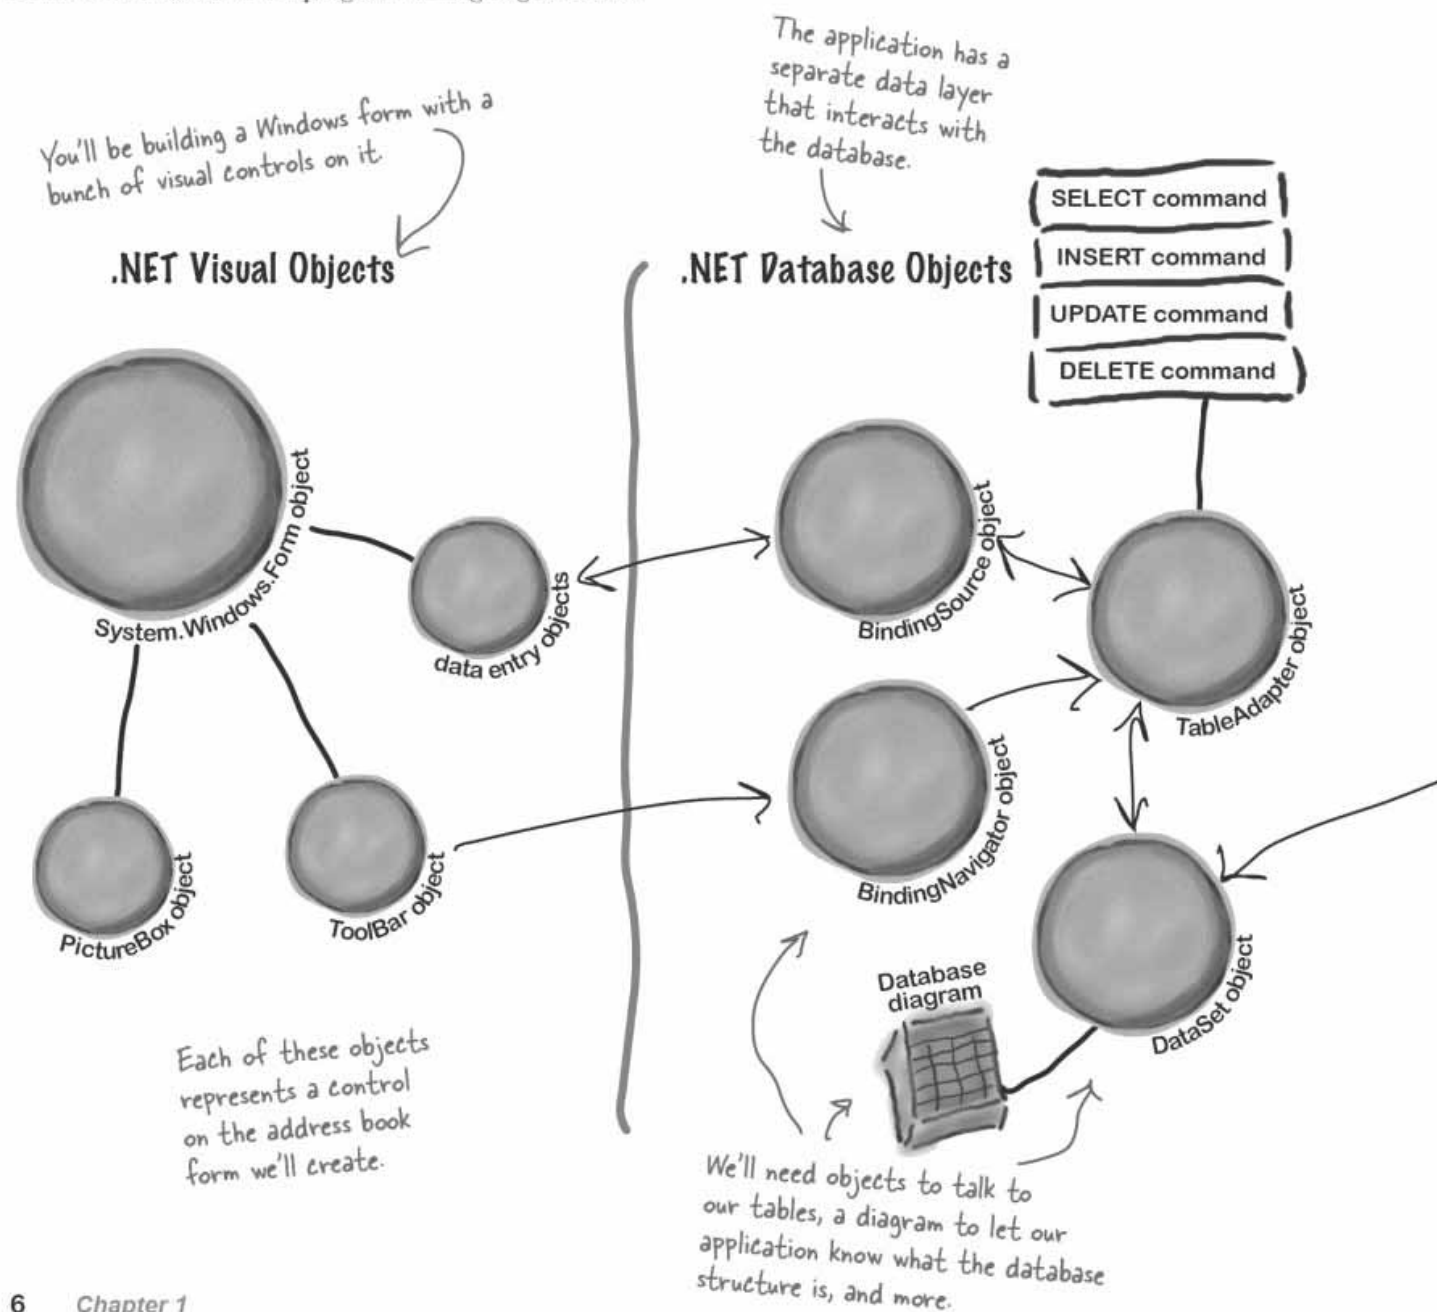 You'll be building a Windows form with a
bunch of visual controls on it.
The application has a
separate data layer
that interacts with
the database.
.NET Visual Objects
.NET Database Objects
SELECT command
INSERT command
UPDATE command
DELETE command
System.Windows.Form object
data entry objects
PictureBox object
ToolBar object
BindingSource object
TableAdapter object
BindingNavigator object
DataSet object
Database
diagram
Each of these objects
represents a control
on the address book
form we'll create.
We'll need objects to talk to
our tables, a diagram to let our
application know what the database
structure is, and more.
6 Chapter 1